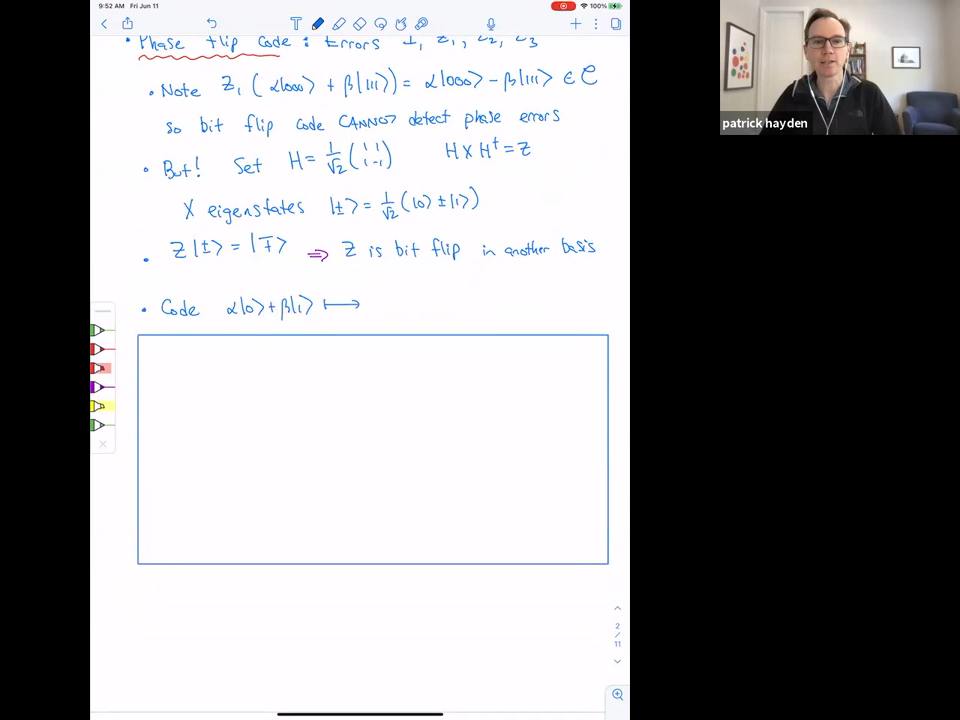 9:52 AM Fri Jun 11
100%
• Phase flip code : Errors I, Z₁, Z₂, Z₃
• Note Z₁ (α|000⟩ + β|111⟩) = α|000⟩ − β|111⟩ ∈ C
so bit flip code CANNOT detect phase errors
• But! Set H = 1/√2 (1 1 1 -1) H X H† = Z
X eigenstates |±⟩ = 1/√2 (|0⟩ ± |1⟩)
• Z|±⟩ = |∓⟩ ⇒ Z is bit flip in another basis
• Code α|0⟩ + β|1⟩ ⟼
2
/
11
patrick hayden